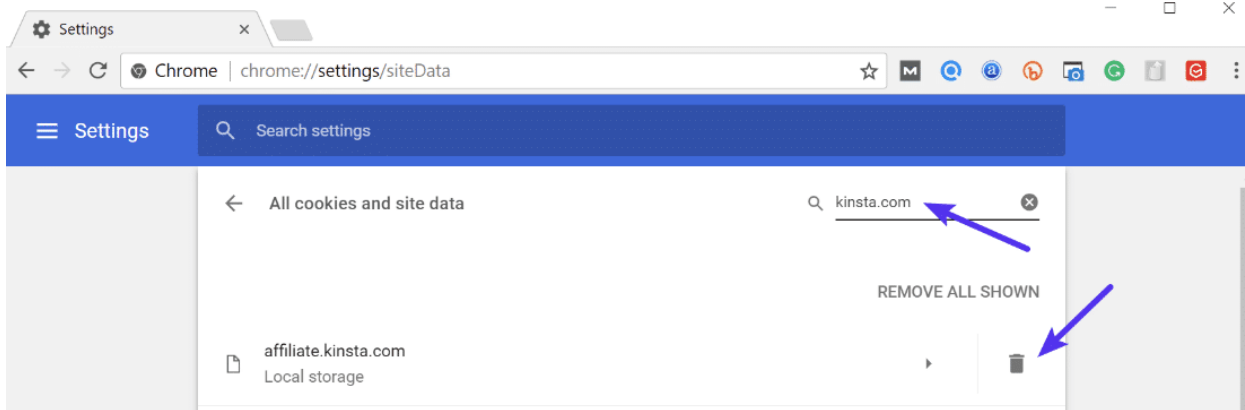 Settings
Chrome | chrome://settings/siteData
Settings
Search settings
All cookies and site data
kinsta.com
REMOVE ALL SHOWN
affiliate.kinsta.com
Local storage